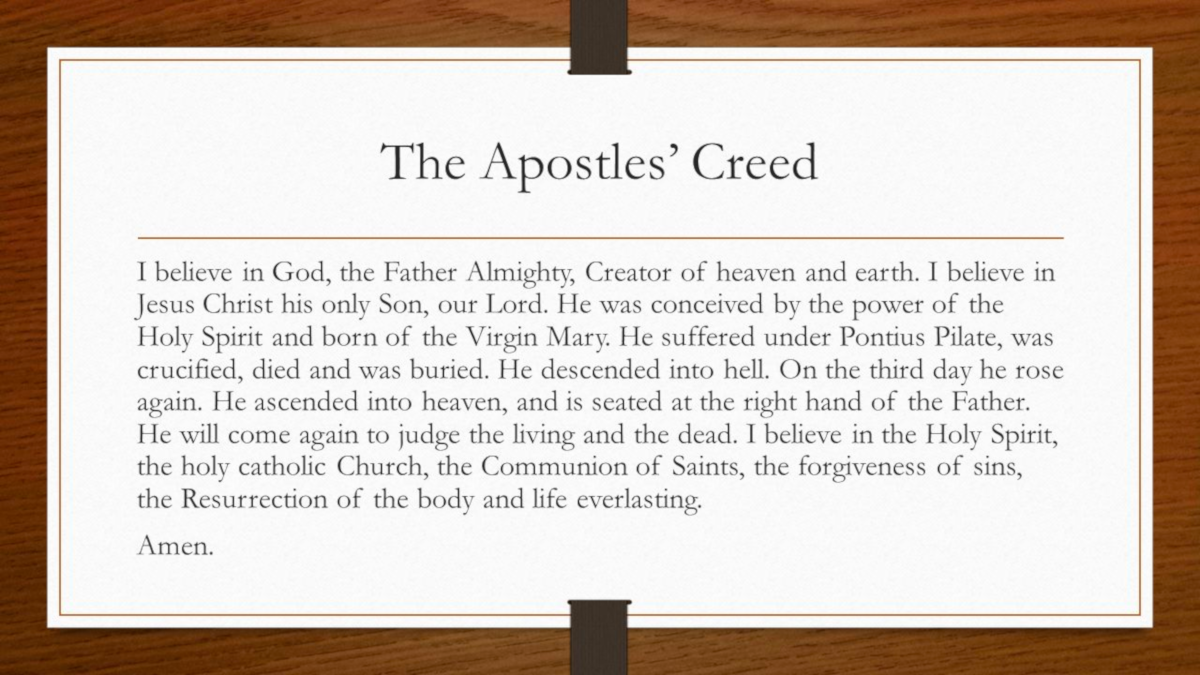 The Apostles’ Creed
I believe in God, the Father Almighty, Creator of heaven and earth. I believe in
Jesus Christ his only Son, our Lord. He was conceived by the power of the
Holy Spirit and born of the Virgin Mary. He suffered under Pontius Pilate, was
crucified, died and was buried. He descended into hell. On the third day he rose
again. He ascended into heaven, and is seated at the right hand of the Father.
He will come again to judge the living and the dead. I believe in the Holy Spirit,
the holy catholic Church, the Communion of Saints, the forgiveness of sins,
the Resurrection of the body and life everlasting.
Amen.